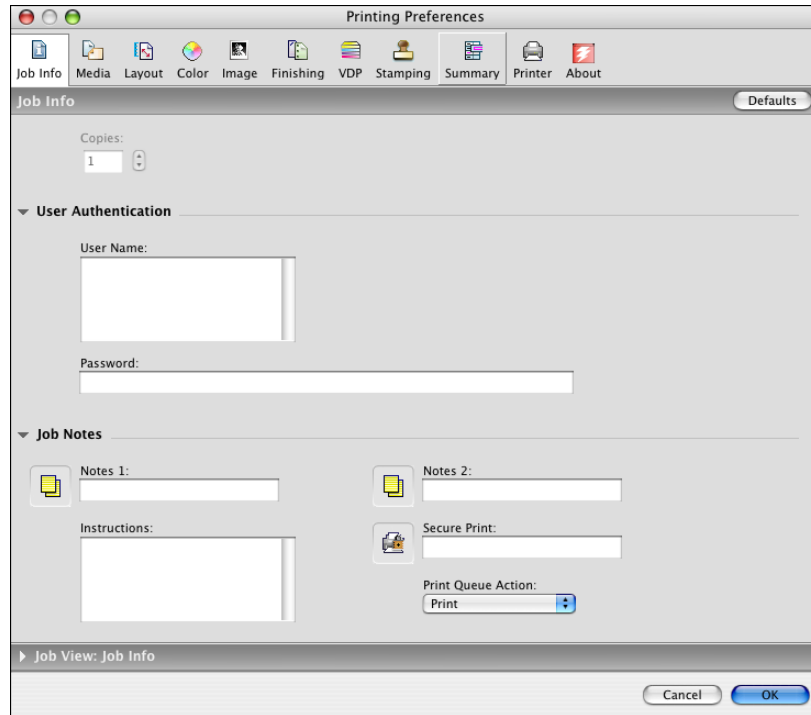 Printing Preferences
Job Info Media Layout Color Image Finishing VDP Stamping Summary Printer About
Job Info Defaults
Copies:
1
User Authentication
User Name:
Password:
Job Notes
Notes 1: Notes 2:
Instructions: Secure Print:
Print Queue Action:
Print
Job View: Job Info
Cancel OK